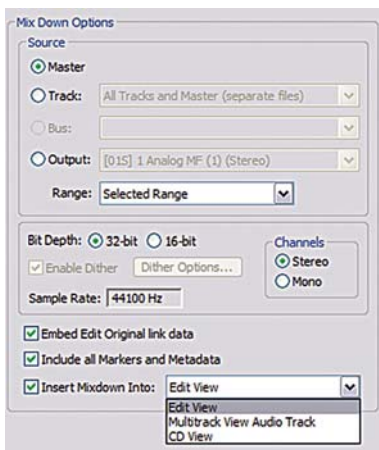 Mix Down Options
Source
Master
Track: All Tracks and Master (separate files)
Bus:
Output: [01S] 1 Analog MF (1) (Stereo)
Range: Selected Range
Bit Depth: 32-bit 16-bit
Channels
Enable Dither Dither Options...
Stereo
Mono
Sample Rate: 44100 Hz
Embed Edit Original link data
Include all Markers and Metadata
Insert Mixdown Into: Edit View
Edit View
Multitrack View Audio Track
CD View